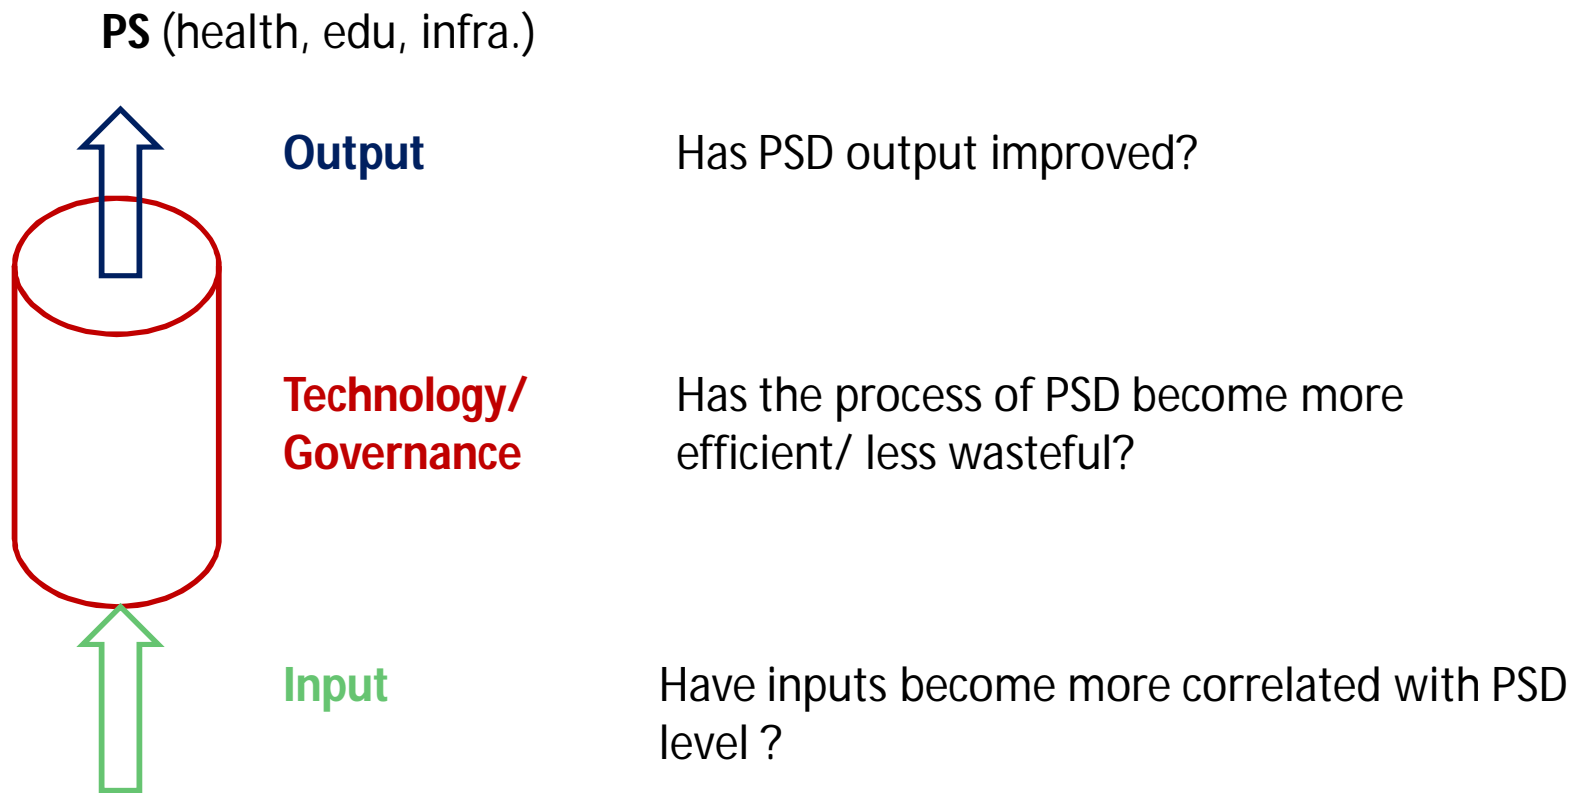 PS (health, edu, infra.)
Output
Has PSD output improved?
Technology/
Governance
Has the process of PSD become more
efficient/ less wasteful?
Input
Have inputs become more correlated with PSD
level ?